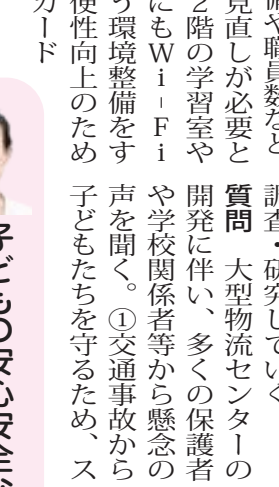 備や職員数など
見直しが必要と
２階の学習室や
にもＷｉ‐Ｆｉ
う環境整備をす
便性向上のため
カード
調査・研究していく
質問　大型物流センターの
開発に伴い、多くの保護者
や学校関係者等から懸念の
声を聞く。①交通事故から
子どもたちを守るため、ス
子どもの安心安全